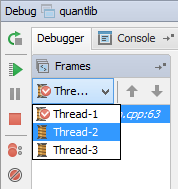 Debug quantlib
Debugger Console
Frames
Thre...
.cpp:63
Thread-1
Thread-2
Thread-3